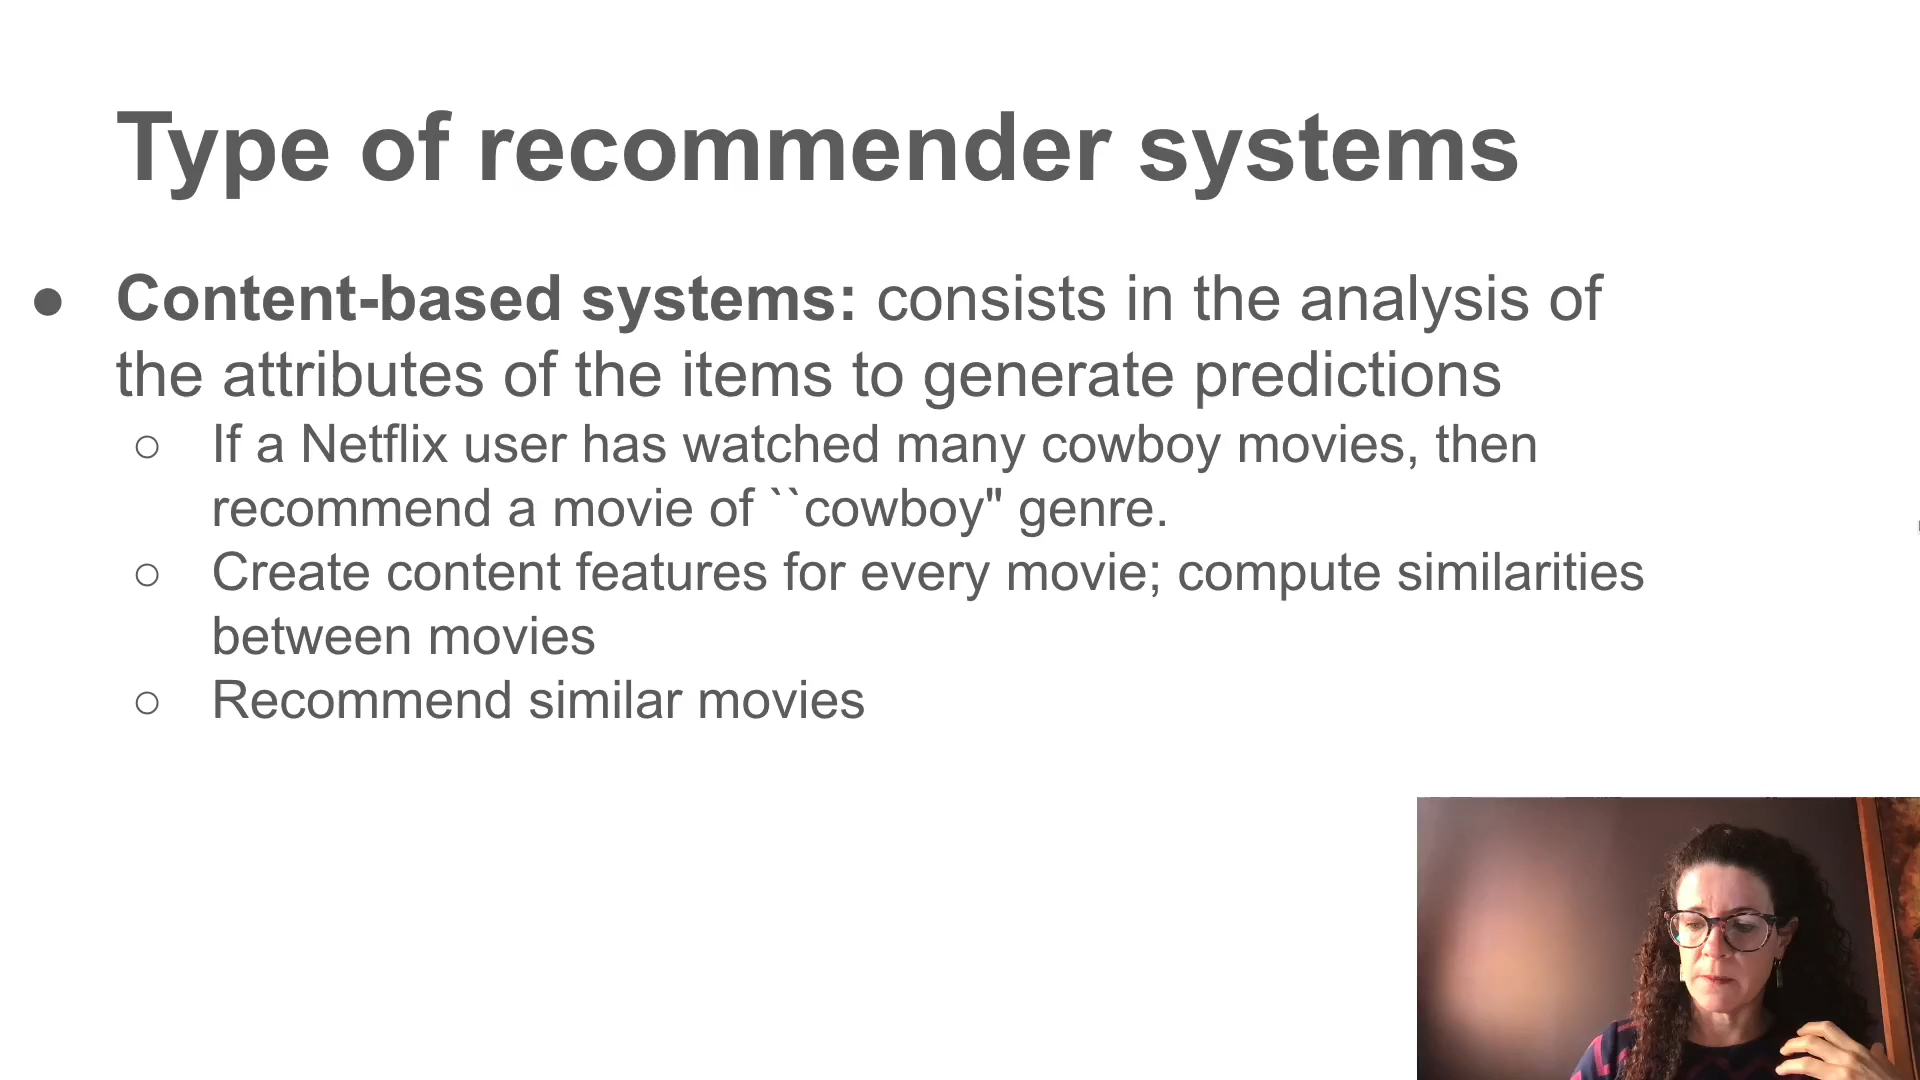 Type of recommender systems
● Content-based systems: consists in the analysis of
the attributes of the items to generate predictions
○ If a Netflix user has watched many cowboy movies, then
recommend a movie of ``cowboy" genre.
○ Create content features for every movie; compute similarities
between movies
○ Recommend similar movies